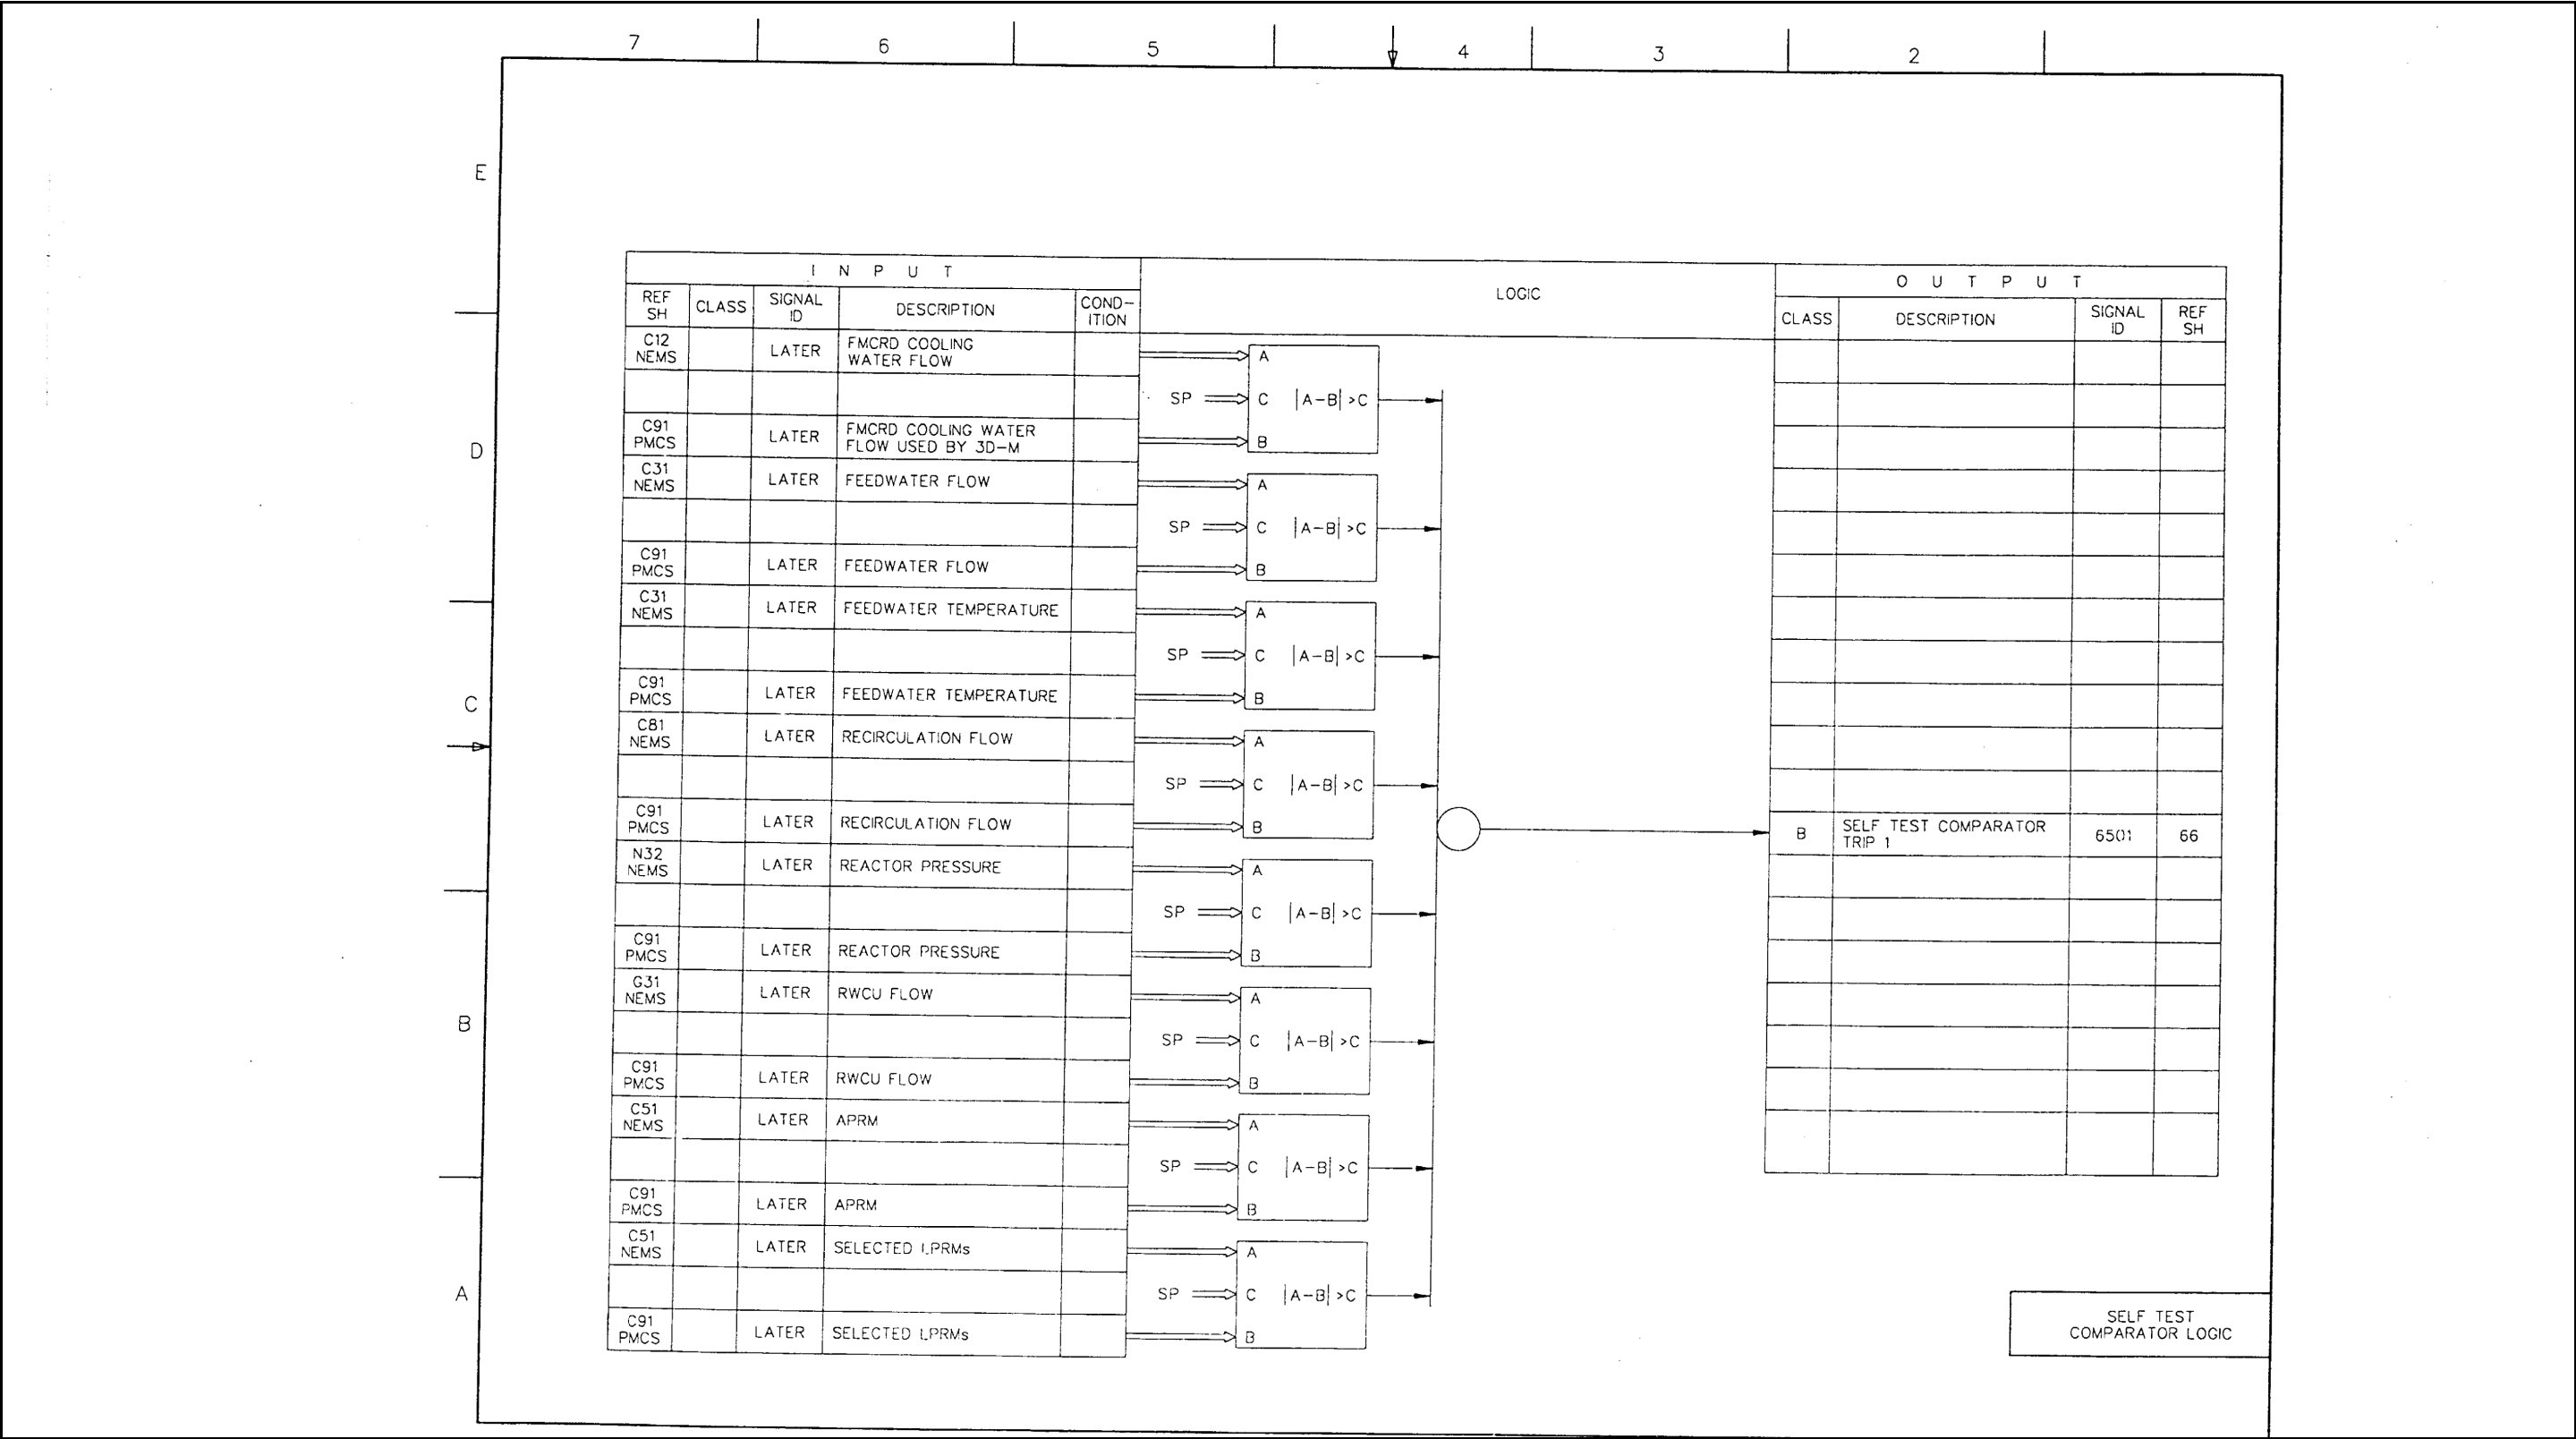 7 6 5 4 3 2
E
D
C
B
A
I N P U T
LOGIC
O U T P U T
REF SH CLASS SIGNAL ID DESCRIPTION COND-ITION
CLASS DESCRIPTION SIGNAL ID REF SH
C12 NEMS LATER FMCRD COOLING WATER FLOW
A
SP C |A-B| >C
C91 PMCS LATER FMCRD COOLING WATER FLOW USED BY 3D-M
B
C31 NEMS LATER FEEDWATER FLOW
A
SP C |A-B| >C
C91 PMCS LATER FEEDWATER FLOW
B
C31 NEMS LATER FEEDWATER TEMPERATURE
A
SP C |A-B| >C
C91 PMCS LATER FEEDWATER TEMPERATURE
B
C81 NEMS LATER RECIRCULATION FLOW
A
SP C |A-B| >C
C91 PMCS LATER RECIRCULATION FLOW
B
B SELF TEST COMPARATOR TRIP 1 6501 66
N32 NEMS LATER REACTOR PRESSURE
A
SP C |A-B| >C
C91 PMCS LATER REACTOR PRESSURE
B
G31 NEMS LATER RWCU FLOW
A
SP C |A-B| >C
C91 PMCS LATER RWCU FLOW
B
C51 NEMS LATER APRM
A
SP C |A-B| >C
C91 PMCS LATER APRM
B
C51 NEMS LATER SELECTED LPRMs
A
SP C |A-B| >C
C91 PMCS LATER SELECTED LPRMs
B
SELF TEST
COMPARATOR LOGIC